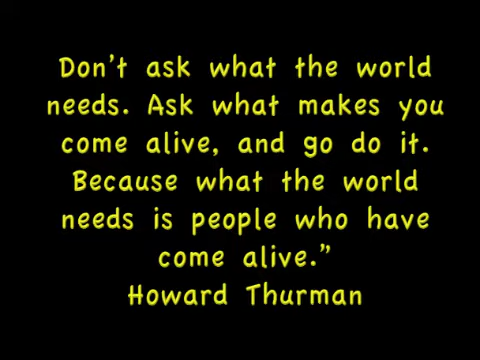 Don't ask what the world
needs. Ask what makes you
come alive, and go do it.
Because what the world
needs is people who have
come alive.”
Howard Thurman